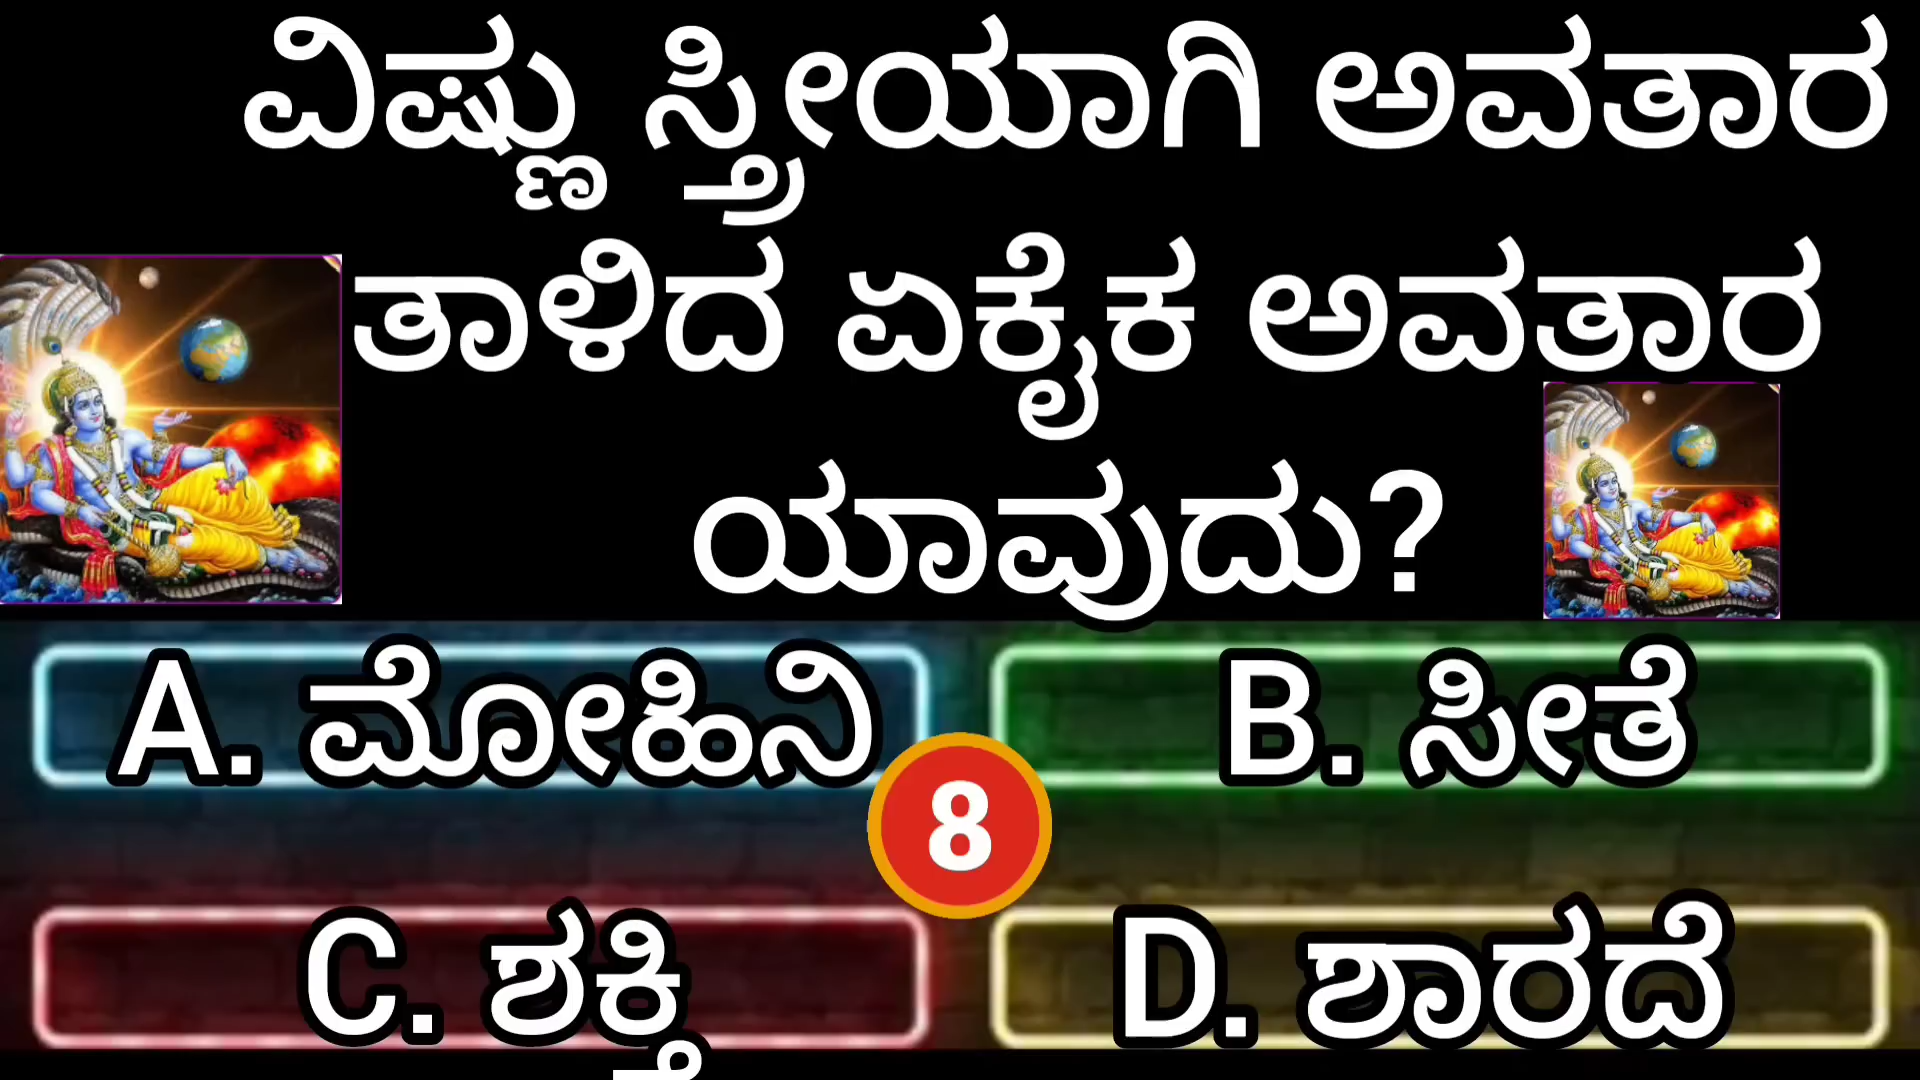 ವಿಷ್ಣು ಸ್ತ್ರೀಯಾಗಿ ಅವತಾರ
ತಾಳಿದ ಏಕೈಕ ಅವತಾರ
ಯಾವುದು?
A. ಮೋಹಿನಿ
B. ಸೀತೆ
8
C. ಶಕ್ತಿ
D. ಶಾರದೆ